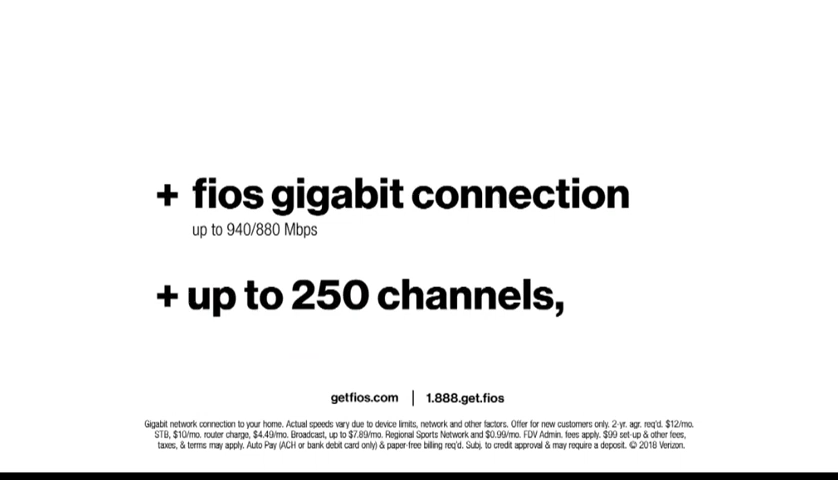 + fios gigabit connection
up to 940/880 Mbps
+ up to 250 channels,
getfios.com | 1.888.get.fios
Gigabit network connection to your home. Actual speeds vary due to device limits, network and other factors. Offer for new customers only. 2-yr. agr. req'd. $12/mo.
STB, $10/mo. router charge, $4.49/mo. Broadcast, up to $7.89/mo. Regional Sports Network and $0.99/mo. FDV Admin. fees apply. $99 set-up & other fees,
taxes, & terms may apply. Auto Pay (ACH or bank debit card only) & paper-free billing req'd. Subj. to credit approval & may require a deposit. © 2018 Verizon.